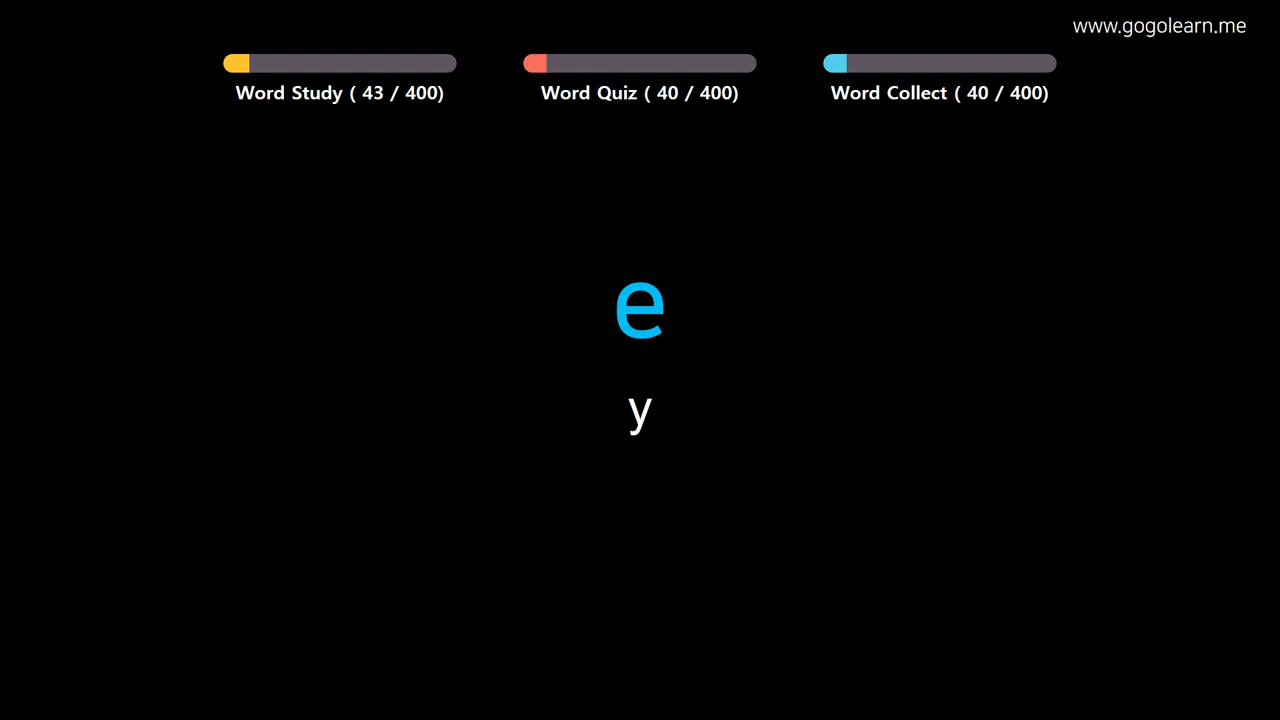 www.gogolearn.me
Word Study ( 43 / 400)
Word Quiz ( 40 / 400)
Word Collect ( 40 / 400)
e
y